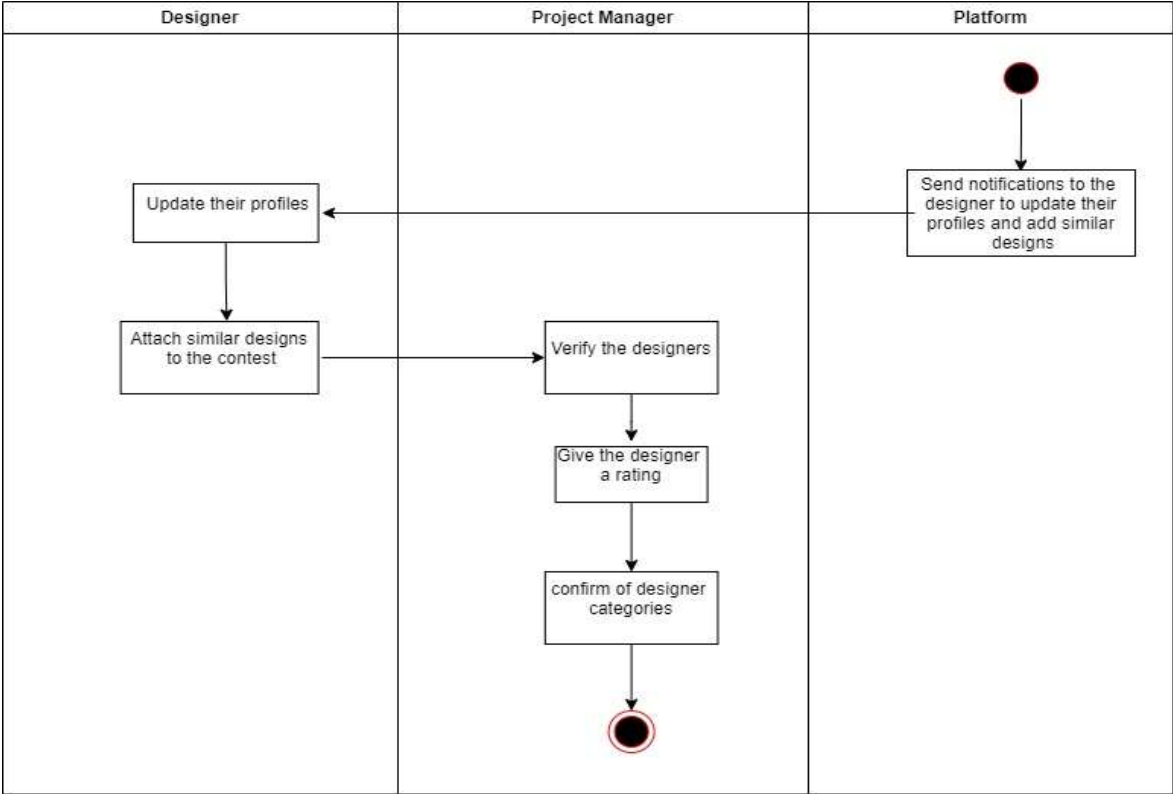 Designer
Project Manager
Platform
Send notifications to the
designer to update their
profiles and add similar
designs
Update their profiles
Attach similar designs
to the contest
Verify the designers
Give the designer
a rating
confirm of designer
categories